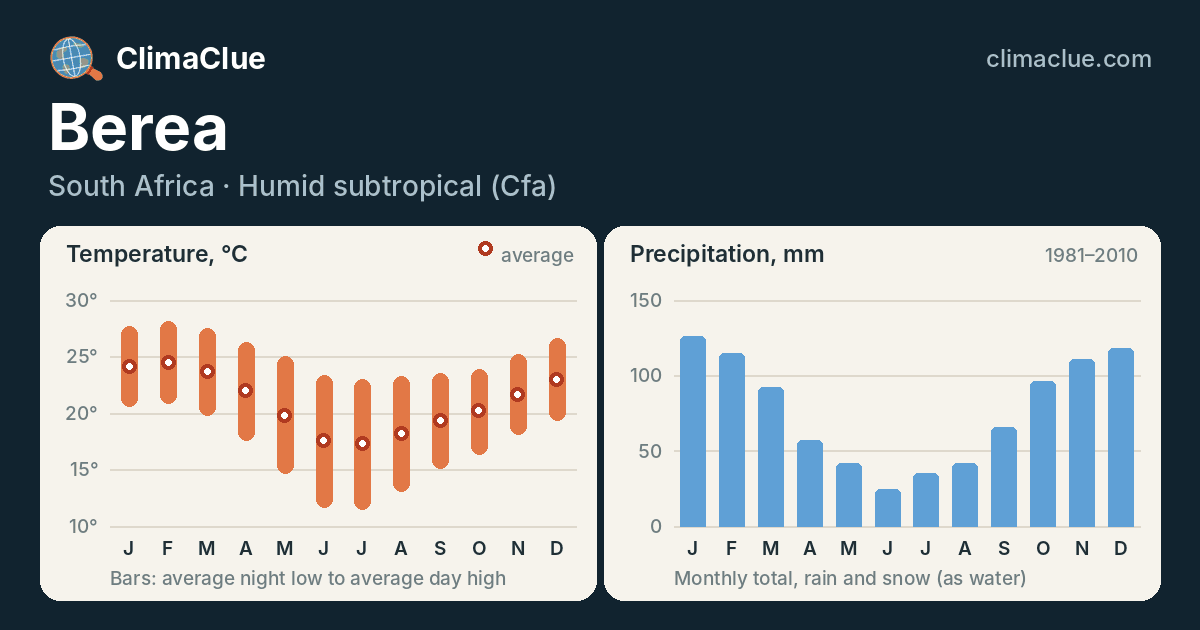 ClimaClue
climaclue.com
Berea
South Africa · Humid subtropical (Cfa)
Temperature, °C
average
30°
25°
20°
15°
10°
J F M A M J J A S O N D
Bars: average night low to average day high
Precipitation, mm
1981–2010
150
100
50
0
J F M A M J J A S O N D
Monthly total, rain and snow (as water)